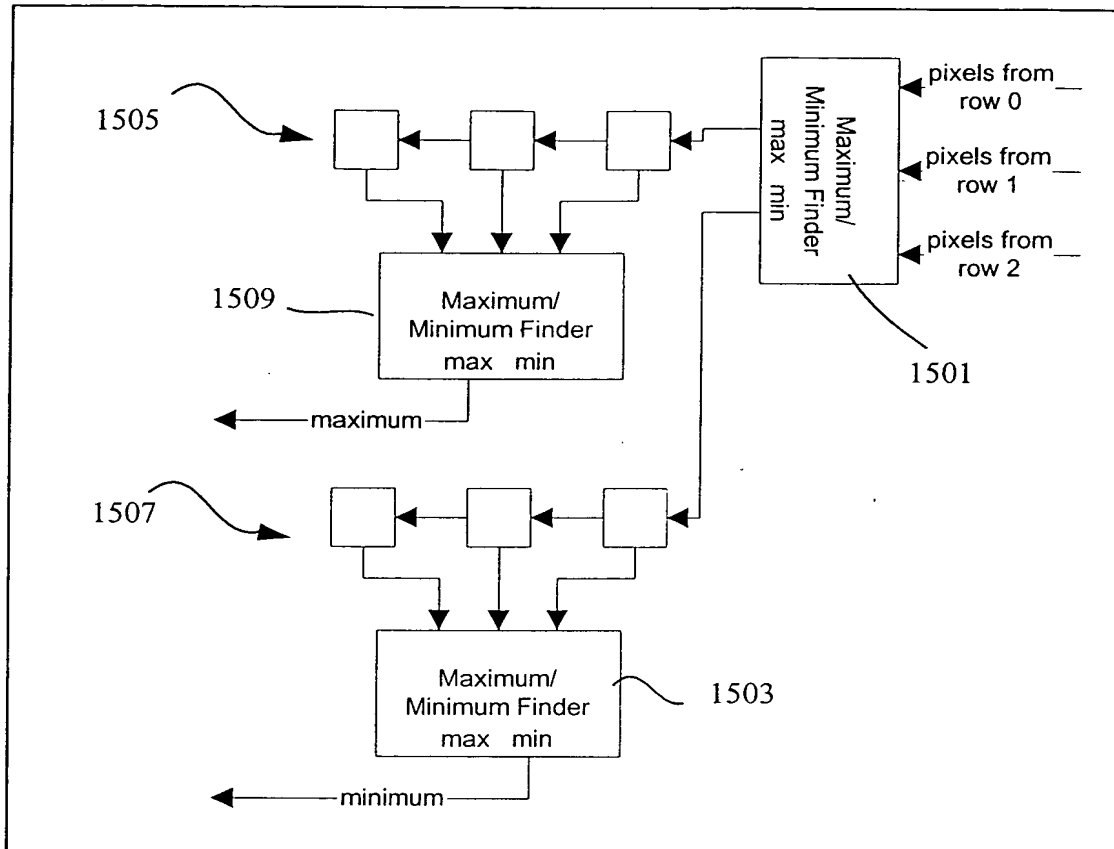 pixels from
row 0
1505
Maximum/
Minimum Finder
max min
pixels from
row 1
pixels from
row 2
1509
Maximum/
Minimum Finder
max min
1501
maximum
1507
Maximum/
Minimum Finder
max min
1503
minimum